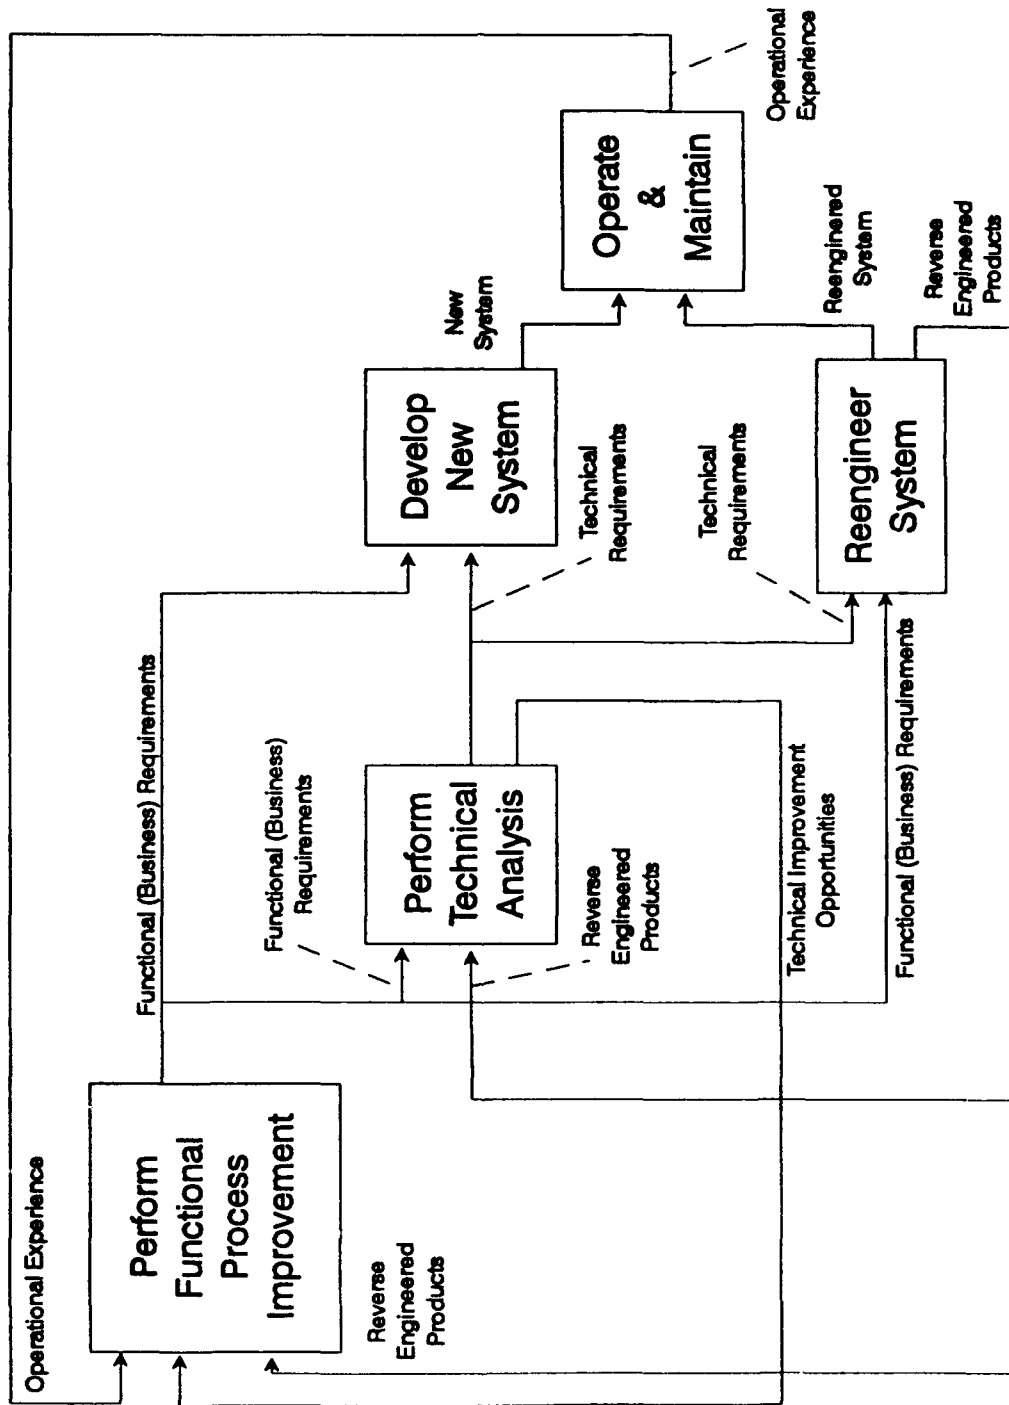 Operational Experience
Perform
Functional
Process
Improvement
Reverse
Engineered
Products
Functional (Business) Requirements
Functional (Business)
Requirements
Perform
Technical
Analysis
Reverse
Engineered
Products
Technical Improvement
Opportunities
Functional (Business) Requirements
Develop
New
System
Technical
Requirements
Technical
Requirements
Reengineer
System
New
System
Operate
&
Maintain
Reenginered
System
Reverse
Engineered
Products
Operational
Experience